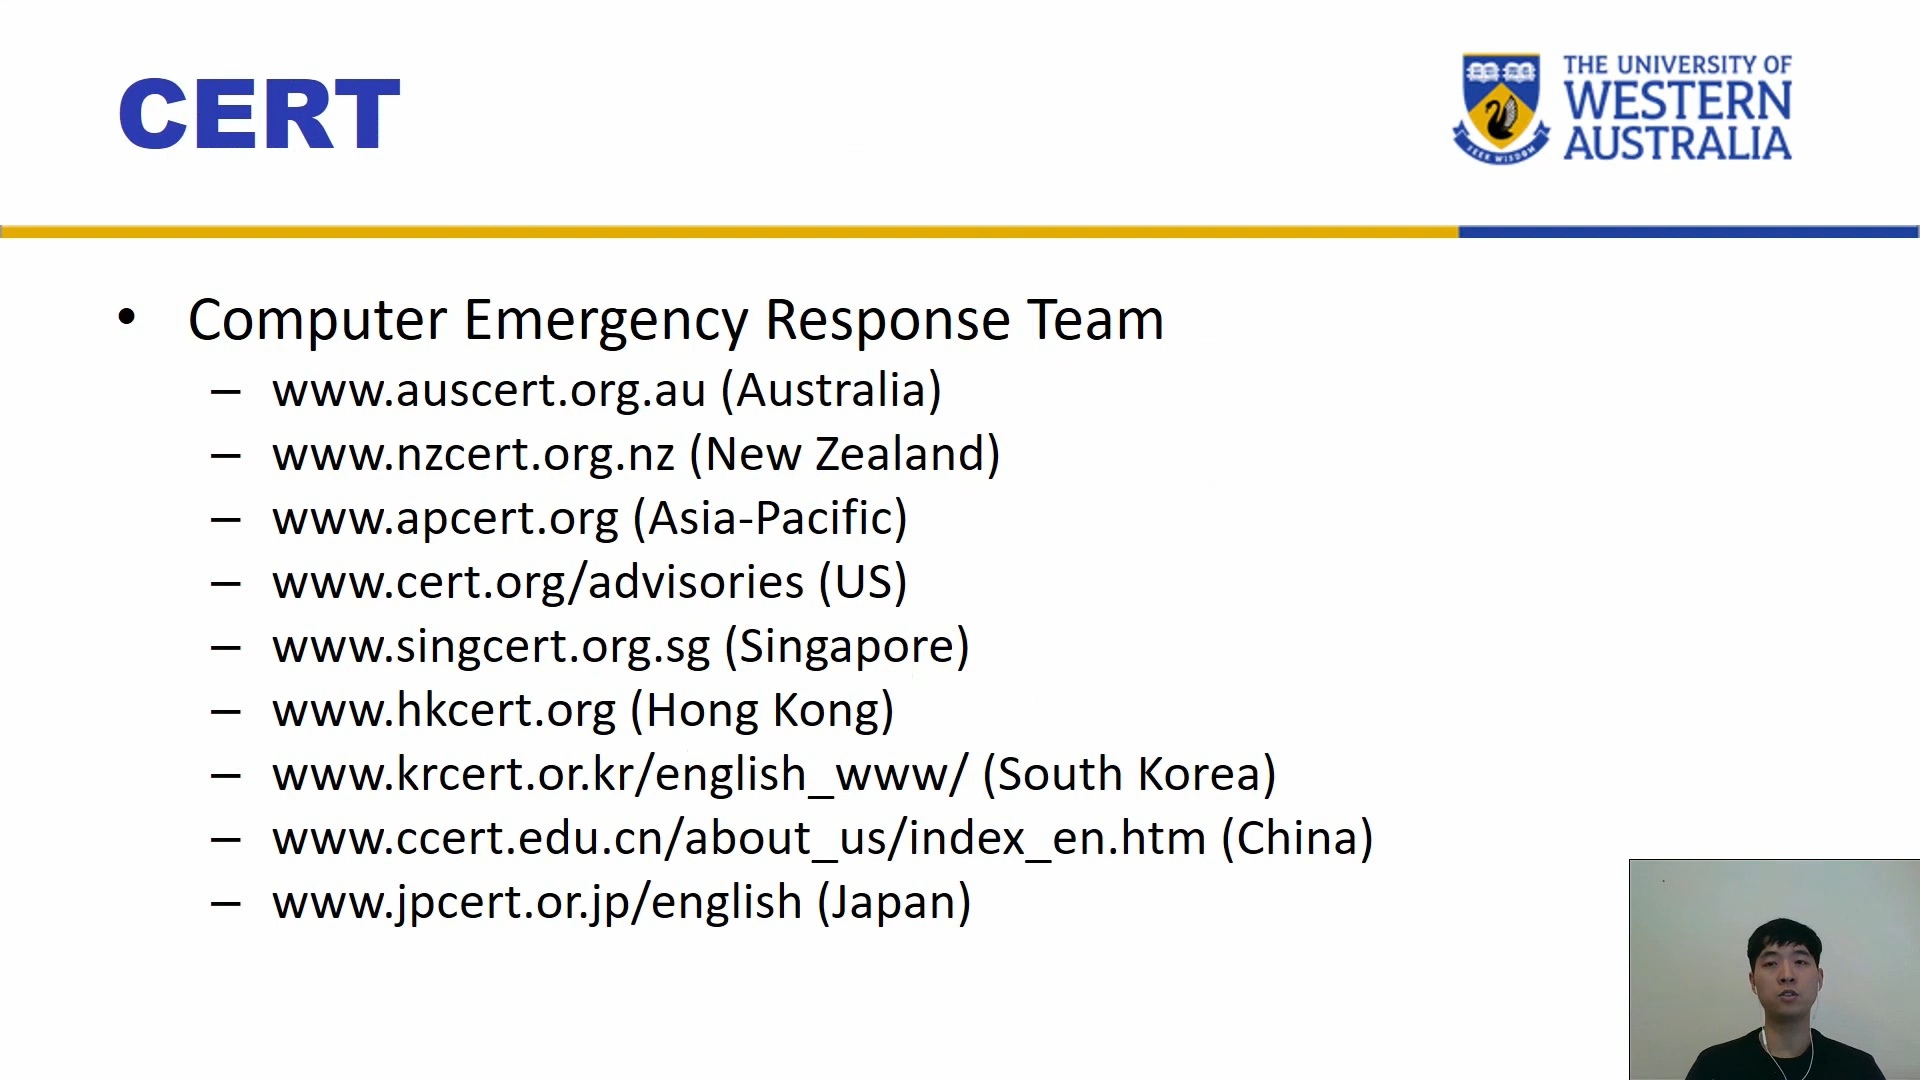 CERT
THE UNIVERSITY OF
WESTERN
AUSTRALIA
SEEK WISDOM
• Computer Emergency Response Team
– www.auscert.org.au (Australia)
– www.nzcert.org.nz (New Zealand)
– www.apcert.org (Asia-Pacific)
– www.cert.org/advisories (US)
– www.singcert.org.sg (Singapore)
– www.hkcert.org (Hong Kong)
– www.krcert.or.kr/english_www/ (South Korea)
– www.ccert.edu.cn/about_us/index_en.htm (China)
– www.jpcert.or.jp/english (Japan)